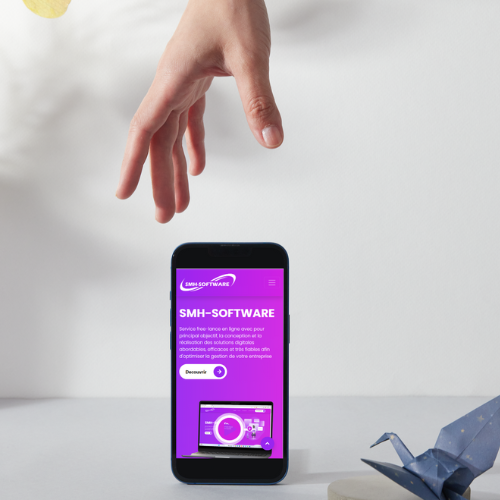 SMH-SOFTWARE
SMH-SOFTWARE
Service free-lance en ligne avec pour
principal objectif, la conception et la
réalisation des solutions digitales
abordables, efficaces et très fiables afin
d'optimiser la gestion de votre entreprise
Decouvrir